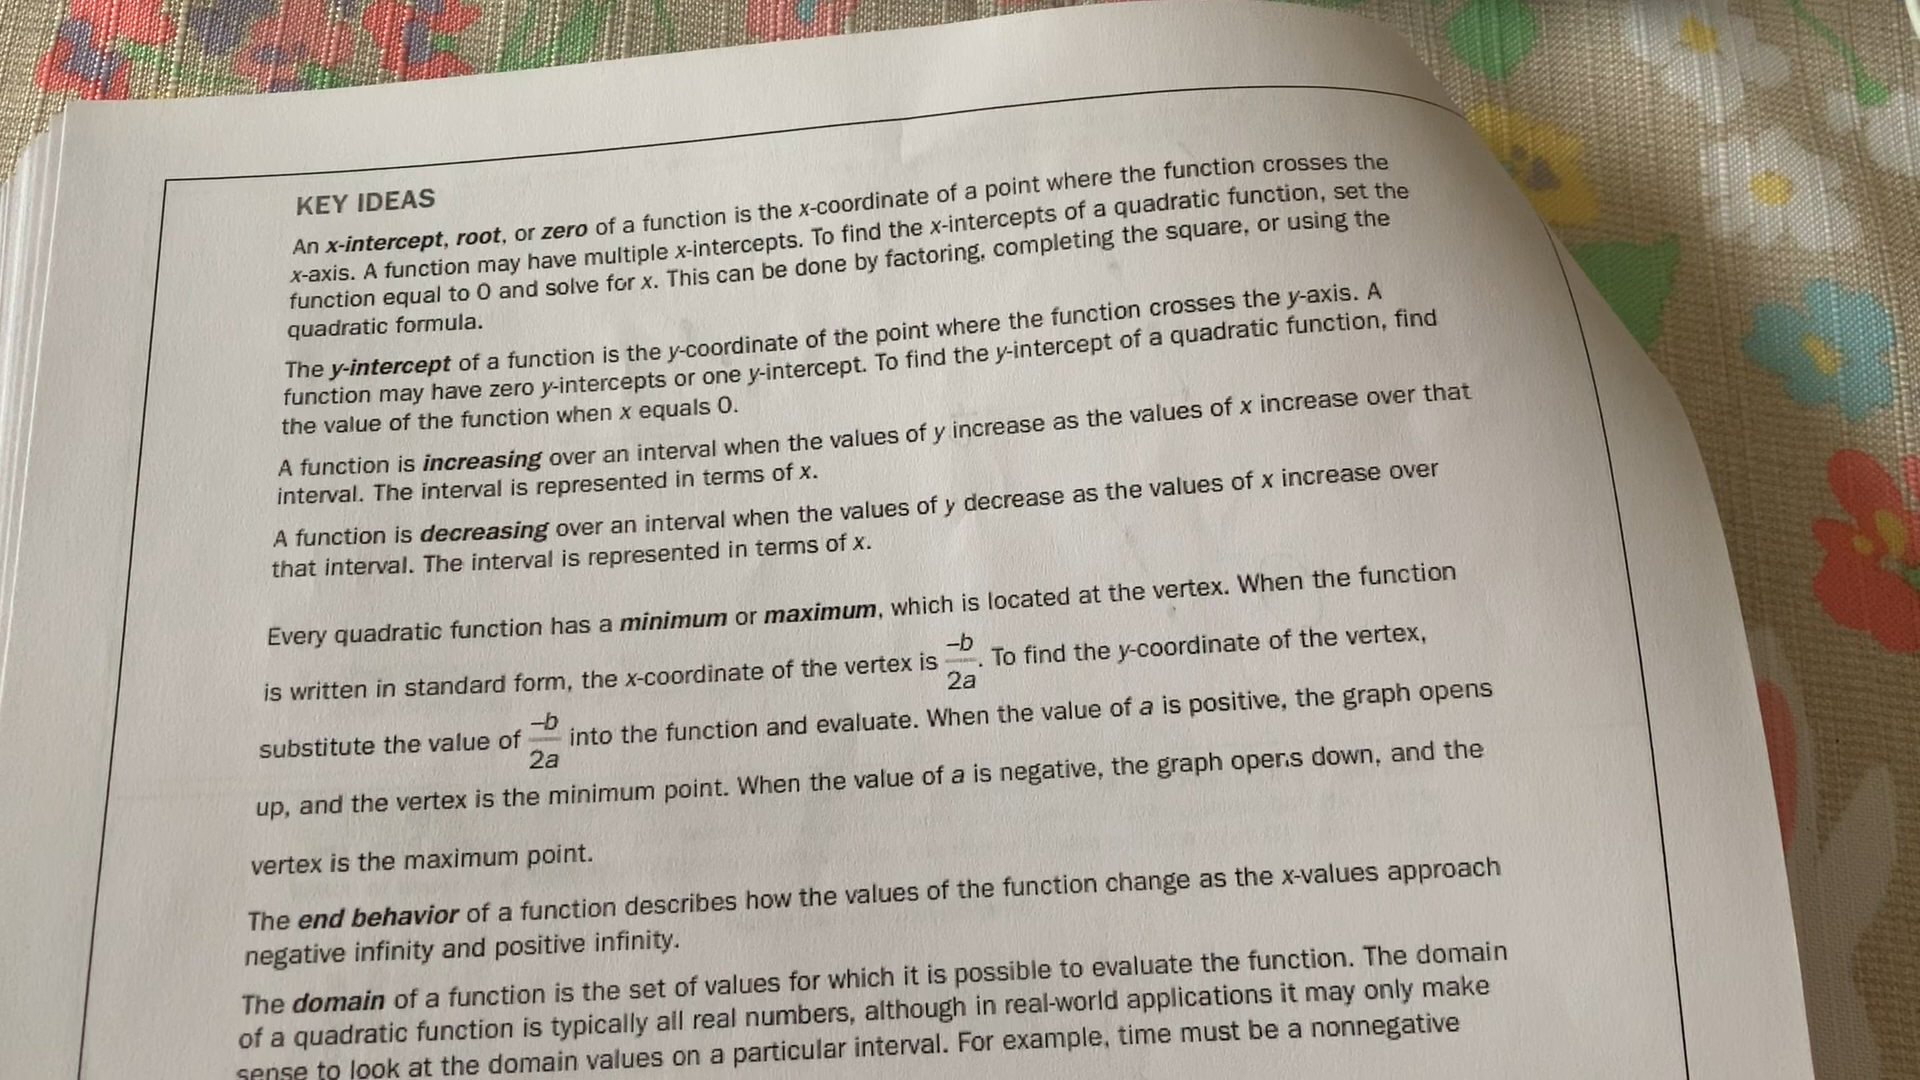 KEY IDEAS
An x-intercept, root, or zero of a function is the x-coordinate of a point where the function crosses the
x-axis. A function may have multiple x-intercepts. To find the x-intercepts of a quadratic function, set the
function equal to 0 and solve for x. This can be done by factoring, completing the square, or using the
quadratic formula.
The y-intercept of a function is the y-coordinate of the point where the function crosses the y-axis. A
function may have zero y-intercepts or one y-intercept. To find the y-intercept of a quadratic function, find
the value of the function when x equals 0.
A function is increasing over an interval when the values of y increase as the values of x increase over that
interval. The interval is represented in terms of x.
A function is decreasing over an interval when the values of y decrease as the values of x increase over
that interval. The interval is represented in terms of x.
Every quadratic function has a minimum or maximum, which is located at the vertex. When the function
is written in standard form, the x-coordinate of the vertex is –b/2a. To find the y-coordinate of the vertex,
substitute the value of –b/2a into the function and evaluate. When the value of a is positive, the graph opens
up, and the vertex is the minimum point. When the value of a is negative, the graph opens down, and the
vertex is the maximum point.
The end behavior of a function describes how the values of the function change as the x-values approach
negative infinity and positive infinity.
The domain of a function is the set of values for which it is possible to evaluate the function. The domain
of a quadratic function is typically all real numbers, although in real-world applications it may only make
sense to look at the domain values on a particular interval. For example, time must be a nonnegative